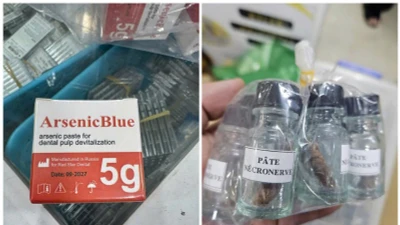 ArsenicBlue
arsenic paste for
dental pulp devitalization
Manufactured in Russia
for Red Star Dental
Date: 08-2027
5g
5g
PÂTE
NÉCRONERVE
PÂTE
NÉCRONERVE